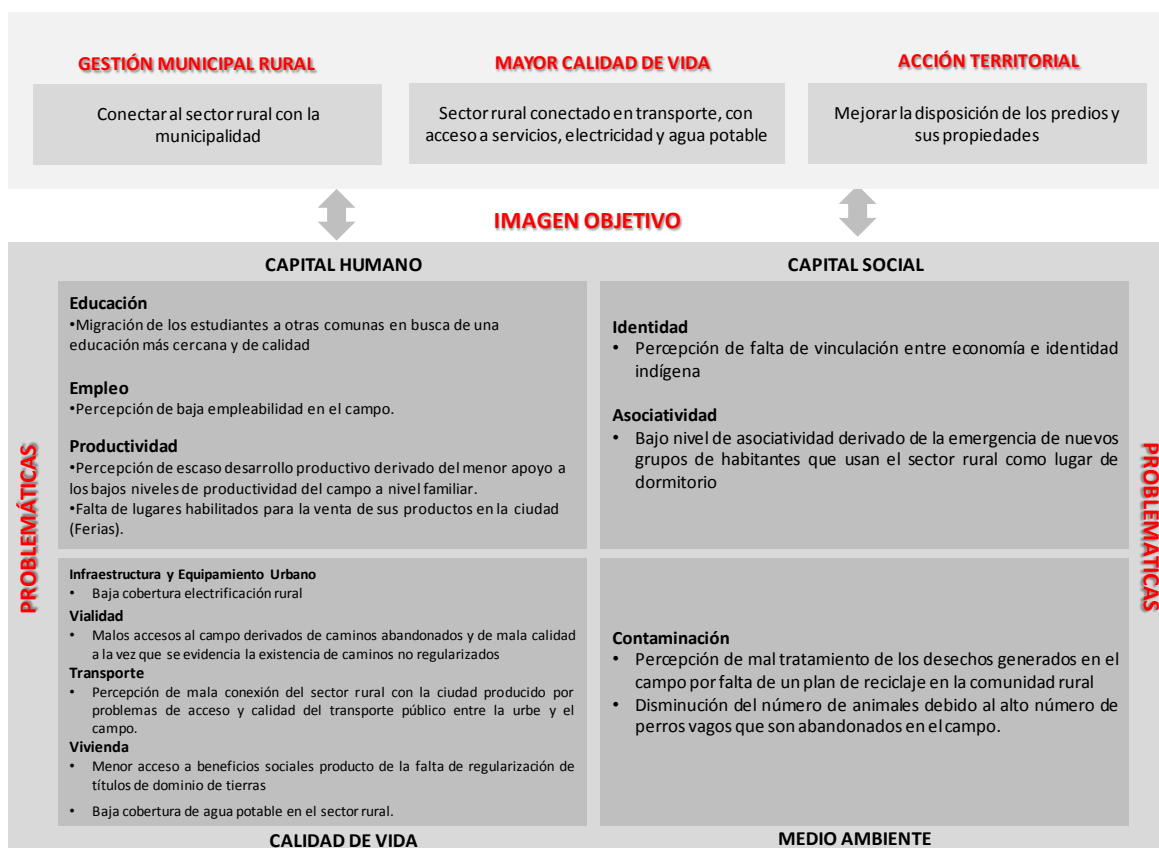 GESTIÓN MUNICIPAL RURAL
Conectar al sector rural con la
municipalidad
MAYOR CALIDAD DE VIDA
Sector rural conectado en transporte, con
acceso a servicios, electricidad y agua potable
ACCIÓN TERRITORIAL
Mejorar la disposición de los predios y
sus propiedades
IMAGEN OBJETIVO
PROBLEMÁTICAS
CAPITAL HUMANO
Educación
•Migración de los estudiantes a otras comunas en busca de una
educación más cercana y de calidad
Empleo
•Percepción de baja empleabilidad en el campo.
Productividad
•Percepción de escaso desarrollo productivo derivado del menor apoyo a
los bajos niveles de productividad del campo a nivel familiar.
•Falta de lugares habilitados para la venta de sus productos en la ciudad
(Ferias).
CAPITAL SOCIAL
Identidad
• Percepción de falta de vinculación entre economía e identidad
indígena
Asociatividad
• Bajo nivel de asociatividad derivado de la emergencia de nuevos
grupos de habitantes que usan el sector rural como lugar de
dormitorio
Infraestructura y Equipamiento Urbano
• Baja cobertura electrificación rural
Vialidad
• Malos accesos al campo derivados de caminos abandonados y de mala calidad
a la vez que se evidencia la existencia de caminos no regularizados
Transporte
• Percepción de mala conexión del sector rural con la ciudad producido por
problemas de acceso y calidad del transporte público entre la urbe y el
campo.
Vivienda
• Menor acceso a beneficios sociales producto de la falta de regularización de
títulos de dominio de tierras
• Baja cobertura de agua potable en el sector rural.
CALIDAD DE VIDA
Contaminación
• Percepción de mal tratamiento de los desechos generados en el
campo por falta de un plan de reciclaje en la comunidad rural
• Disminución del número de animales debido al alto número de
perros vagos que son abandonados en el campo.
MEDIO AMBIENTE
PROBLEMATICAS